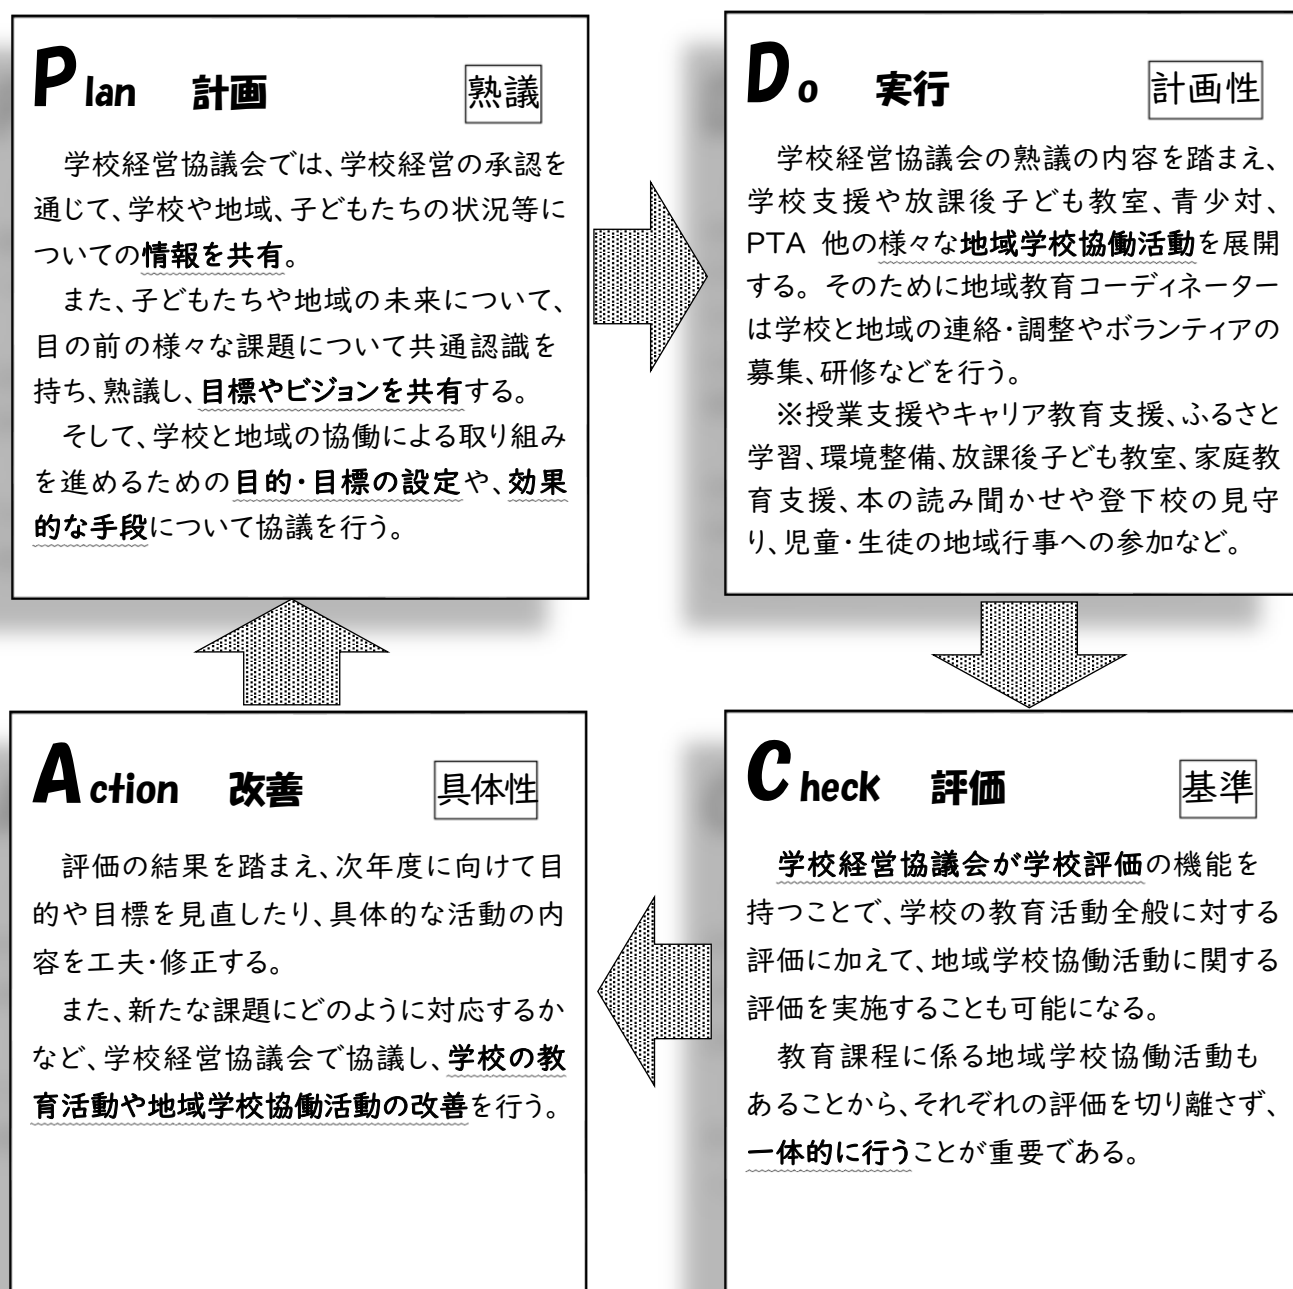 Plan 計画 熟議
学校経営協議会では、学校経営の承認を
通じて、学校や地域、子どもたちの状況等に
ついての情報を共有。
また、子どもたちや地域の未来について、
目の前の様々な課題について共通認識を
持ち、熟議し、目標やビジョンを共有する。
そして、学校と地域の協働による取り組み
を進めるための目的・目標の設定や、効果
的な手段について協議を行う。
Do 実行 計画性
学校経営協議会の熟議の内容を踏まえ、
学校支援や放課後子ども教室、青少対、
PTA 他の様々な地域学校協働活動を展開
する。そのために地域教育コーディネーター
は学校と地域の連絡・調整やボランティアの
募集、研修などを行う。
※授業支援やキャリア教育支援、ふるさと
学習、環境整備、放課後子ども教室、家庭教
育支援、本の読み聞かせや登下校の見守
り、児童・生徒の地域行事への参加など。
Check 評価 基準
学校経営協議会が学校評価の機能を
持つことで、学校の教育活動全般に対する
評価に加えて、地域学校協働活動に関する
評価を実施することも可能になる。
教育課程に係る地域学校協働活動も
あることから、それぞれの評価を切り離さず、
一体的に行うことが重要である。
Action 改善 具体性
評価の結果を踏まえ、次年度に向けて目
的や目標を見直したり、具体的な活動の内
容を工夫・修正する。
また、新たな課題にどのように対応するか
など、学校経営協議会で協議し、学校の教
育活動や地域学校協働活動の改善を行う。